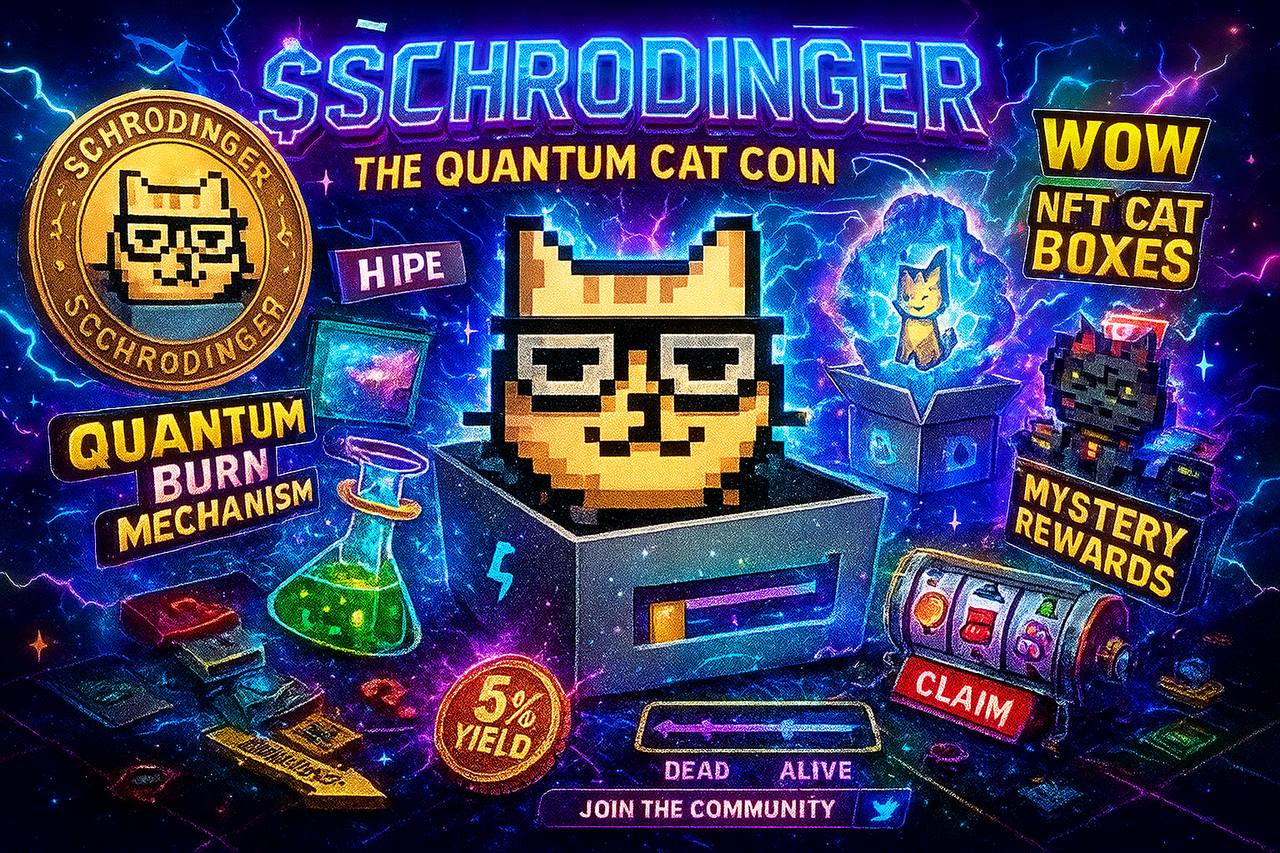 $SCHRODINGER
THE QUANTUM CAT COIN
SCHRODINGER
SCCHRODINGER
HIPE
WOW
NFT CAT
BOXES
QUANTUM
BURN
MECHANISM
MYSTERY
REWARDS
5%
YIELD
CLAIM
DEAD ALIVE
JOIN THE COMMUNITY